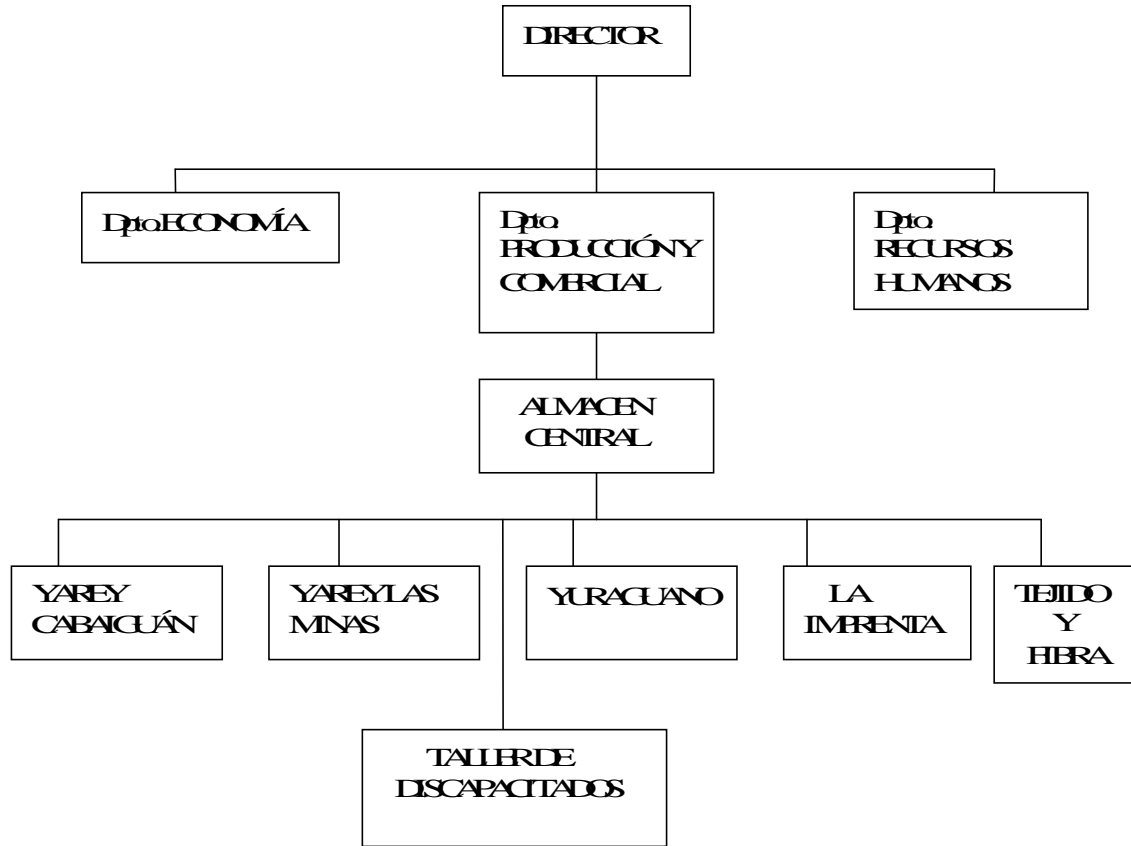 DIRECTOR
Dpto. ECONOMÍA
Dpto.
PRODUCCIÓN Y
COMERCIAL
Dpto.
RECURSOS
HUMANOS
ALMACEN
CENTRAL
YAREY
CABAIGUÁN
YAREY LAS
MINAS
YURAGUANO
LA
IMPRENTA
TEJIDO
Y
FIBRA
TALLER DE
DISCAPACITADOS